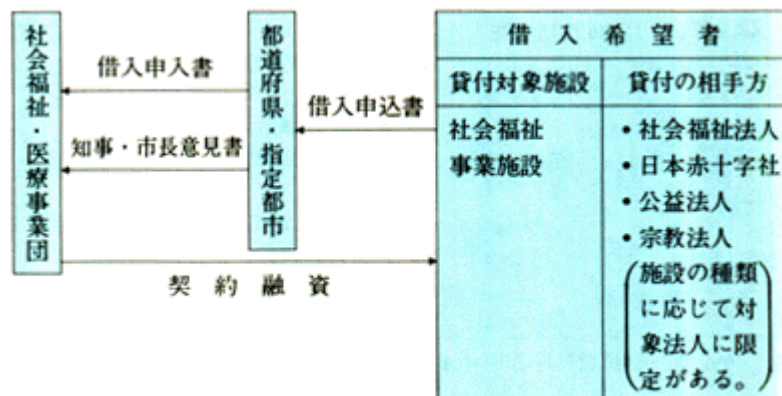 社会福祉・医療事業団
借入申入書
知事・市長意見書
都道府県・指定都市
借入申込書
契約融資
借入希望者
貸付対象施設
貸付の相手方
社会福祉
事業施設
・社会福祉法人
・日本赤十字社
・公益法人
・宗教法人
(施設の種類
に応じて対
象法人に限
定がある。)